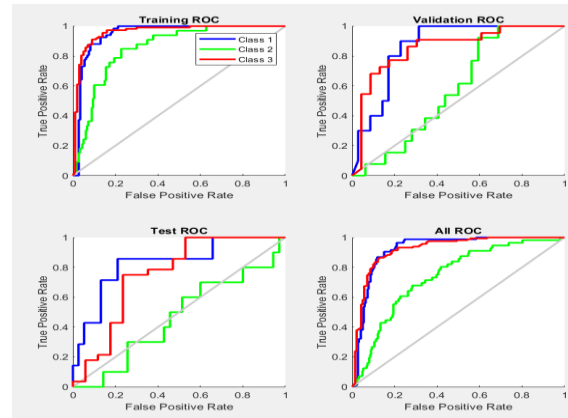 Training ROC
True Positive Rate
1
0.8
0.6
0.4
0.2
0
Class 1
Class 2
Class 3
0 0.2 0.4 0.6 0.8 1
False Positive Rate
Validation ROC
True Positive Rate
1
0.8
0.6
0.4
0.2
0
0 0.2 0.4 0.6 0.8 1
False Positive Rate
Test ROC
True Positive Rate
1
0.8
0.6
0.4
0.2
0
0 0.2 0.4 0.6 0.8 1
False Positive Rate
All ROC
True Positive Rate
1
0.8
0.6
0.4
0.2
0
0 0.2 0.4 0.6 0.8 1
False Positive Rate